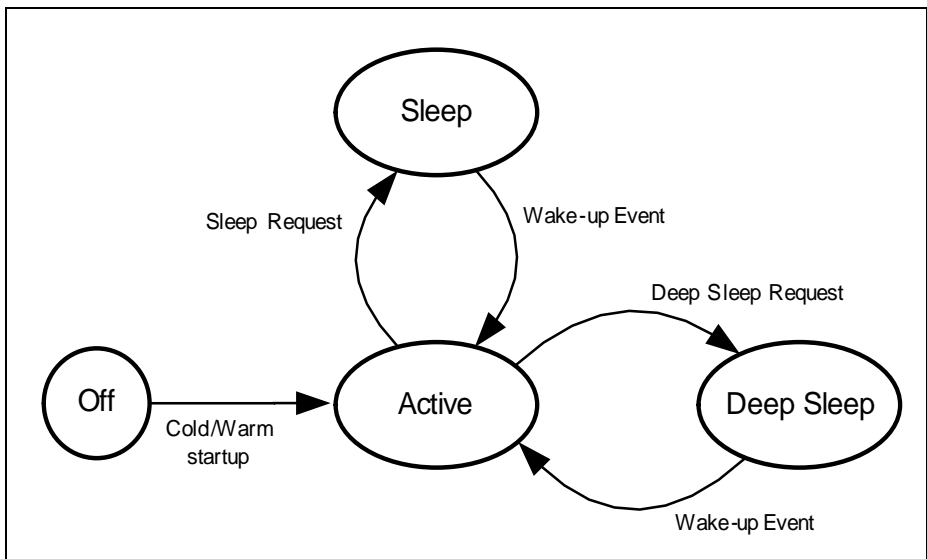 Sleep
Sleep Request
Wake-up Event
Deep Sleep Request
Off
Cold/Warm
startup
Active
Deep Sleep
Wake-up Event